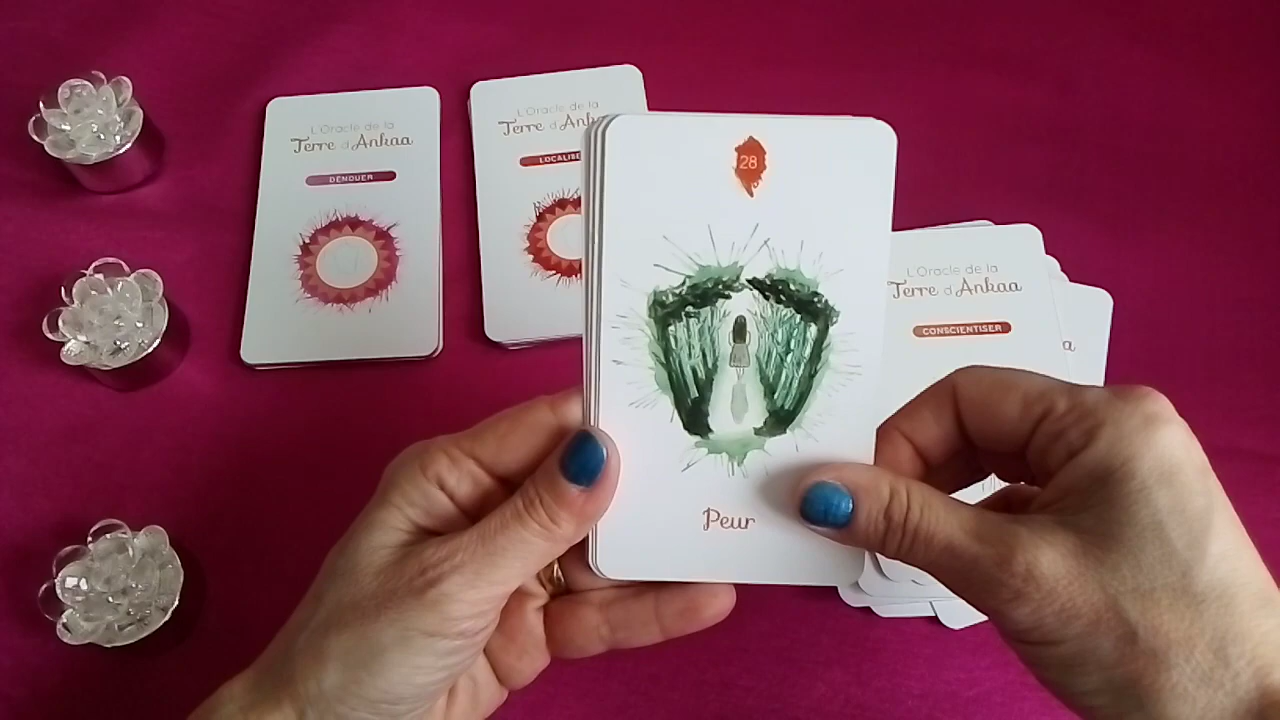 L'Oracle de la
Terre d'Ankaa
DÉNOUER
L'Oracle de la
Terre d'Ankaa
LOCALISE
28
Peur
L'Oracle de la
Terre d'Ankaa
CONSCIENTISER
a